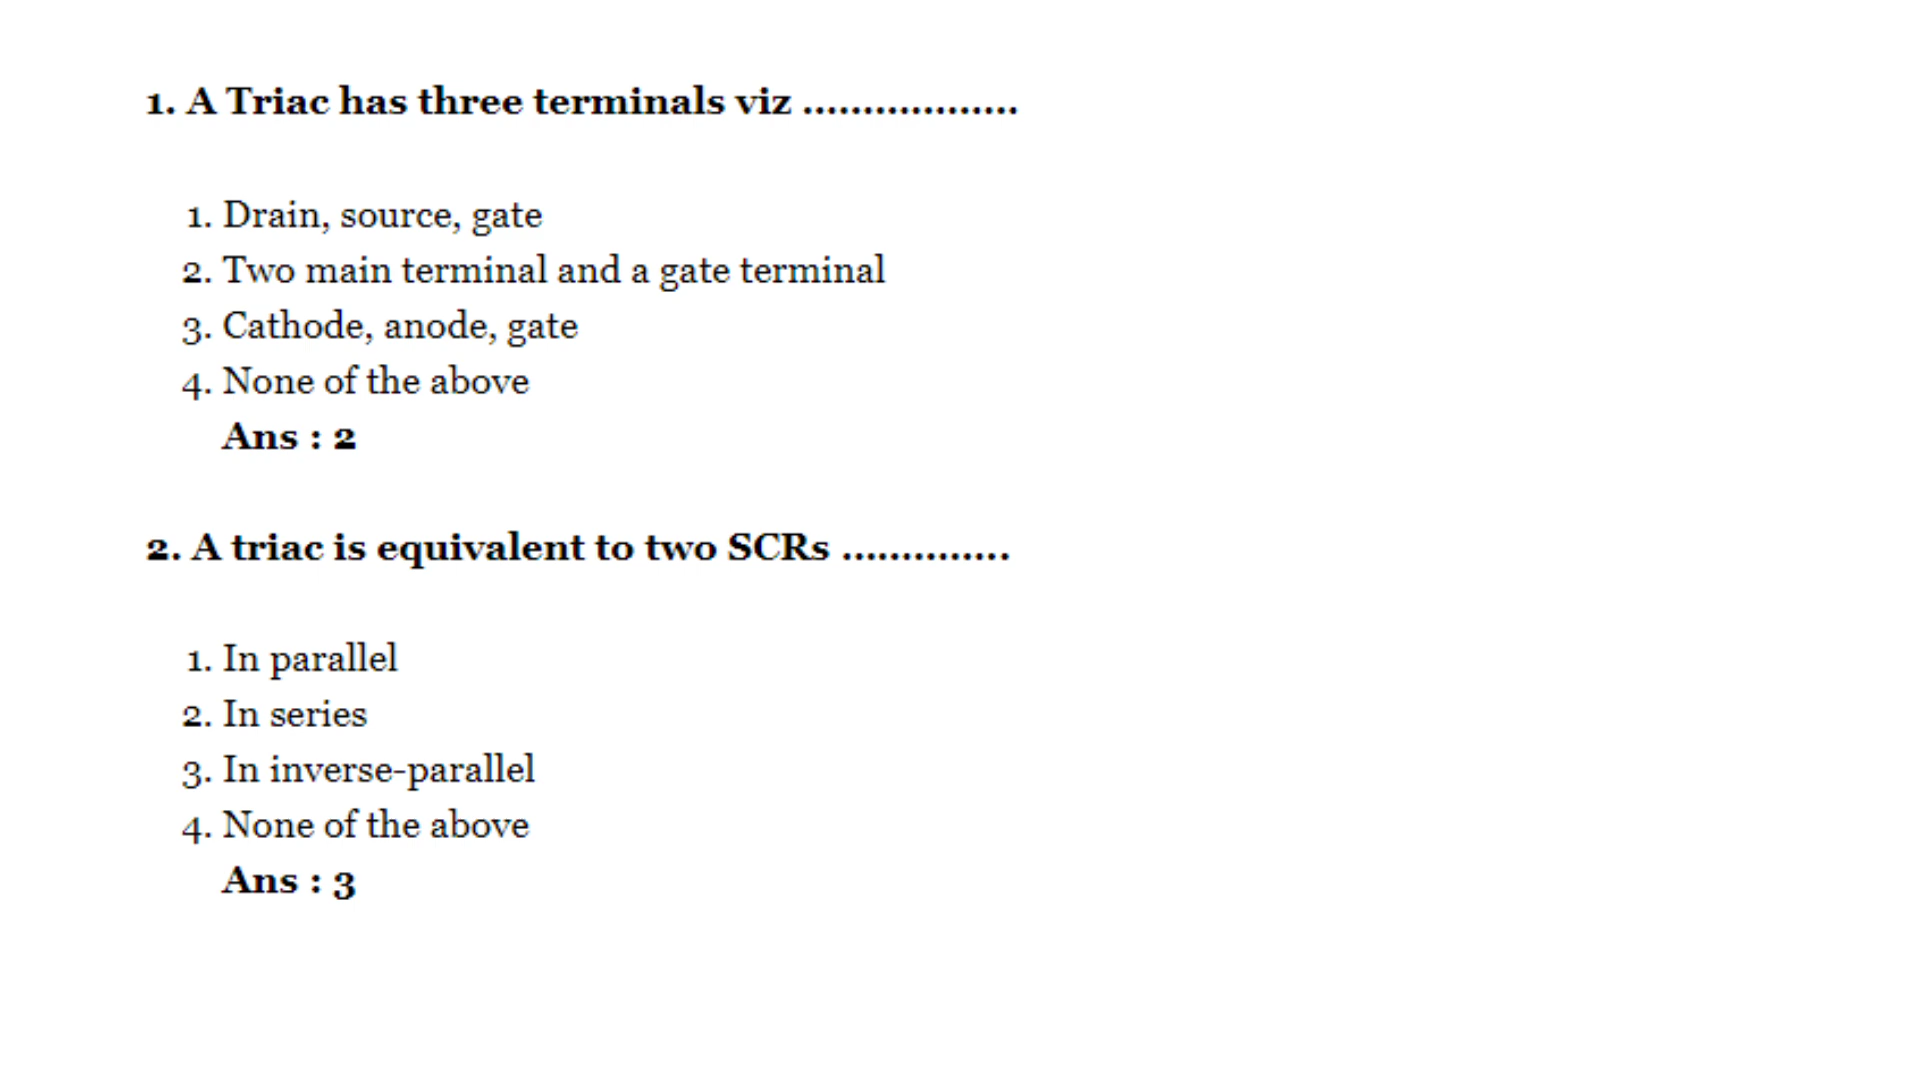 1. A Triac has three terminals viz ..................
1. Drain, source, gate
2. Two main terminal and a gate terminal
3. Cathode, anode, gate
4. None of the above
Ans : 2
2. A triac is equivalent to two SCRs ..............
1. In parallel
2. In series
3. In inverse-parallel
4. None of the above
Ans : 3